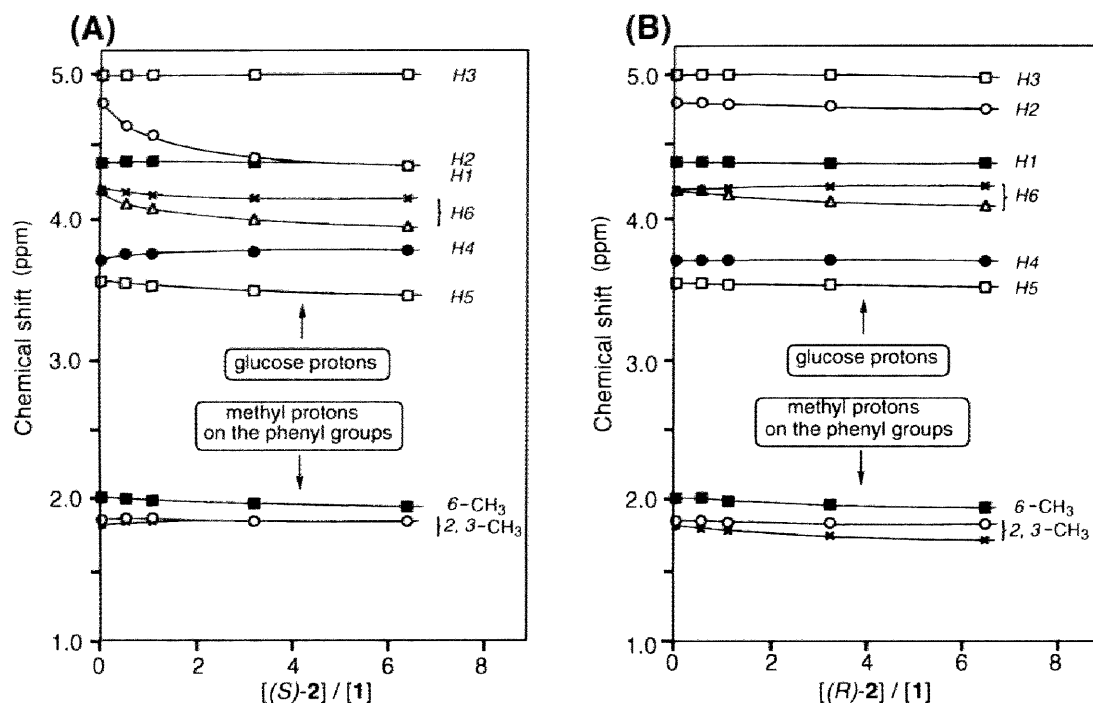 (A)
Chemical shift (ppm)
5.0
4.0
3.0
2.0
1.0
0
2
4
6
8
[(S)-2] / [1]
H3
H2
H1
H6
H4
H5
glucose protons
methyl protons
on the phenyl groups
6-CH3
2, 3-CH3
(B)
Chemical shift (ppm)
5.0
4.0
3.0
2.0
1.0
0
2
4
6
8
[(R)-2] / [1]
H3
H2
H1
H6
H4
H5
glucose protons
methyl protons
on the phenyl groups
6-CH3
2, 3-CH3